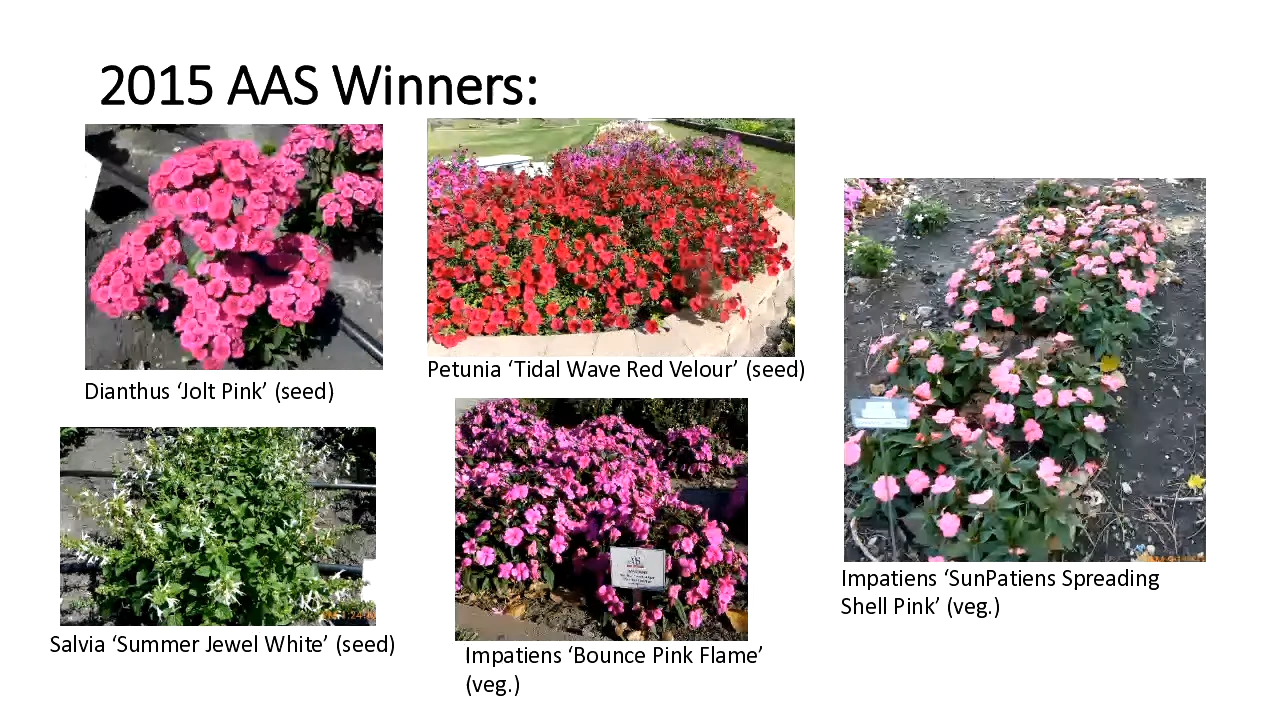 2015 AAS Winners:
Dianthus ‘Jolt Pink’ (seed)
Petunia ‘Tidal Wave Red Velour’ (seed)
Salvia ‘Summer Jewel White’ (seed)
Impatiens ‘Bounce Pink Flame’
(veg.)
Impatiens ‘SunPatiens Spreading
Shell Pink’ (veg.)